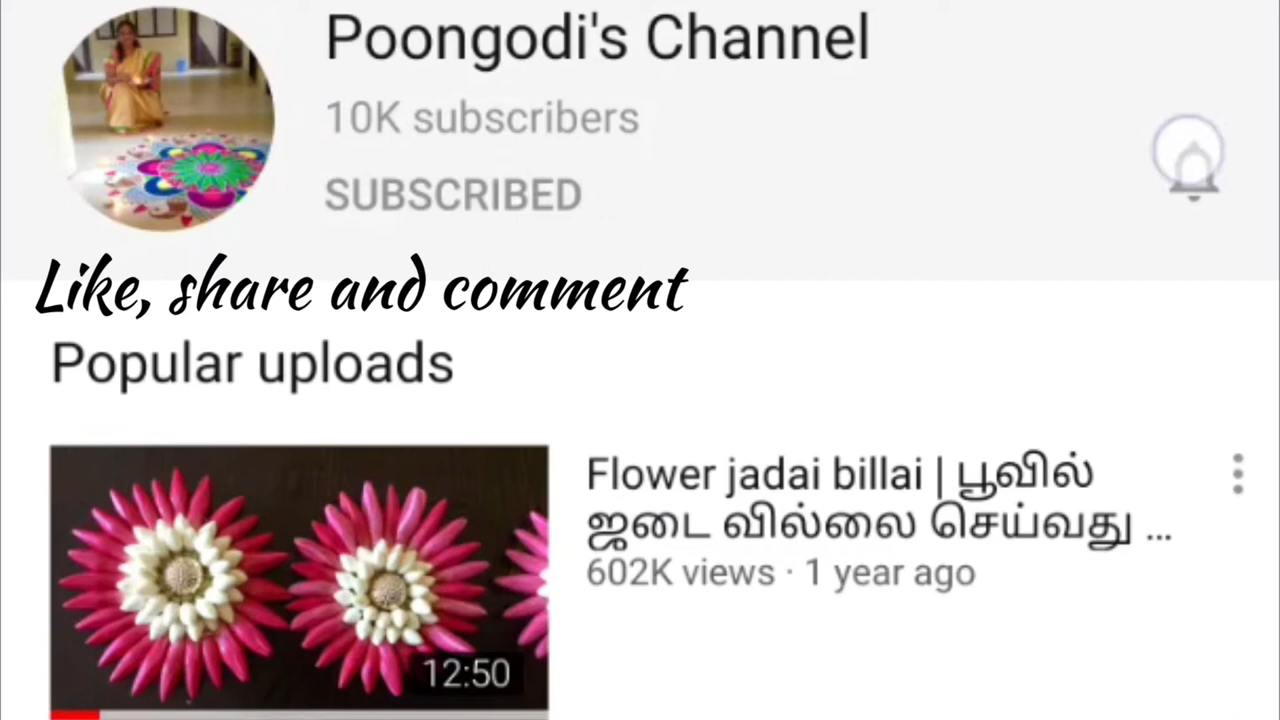 Poongodi's Channel
10K subscribers
SUBSCRIBED
Like, share and comment
Popular uploads
Flower jadai billai | பூவில்
ஜடை வில்லை செய்வது ...
602K views · 1 year ago
12:50